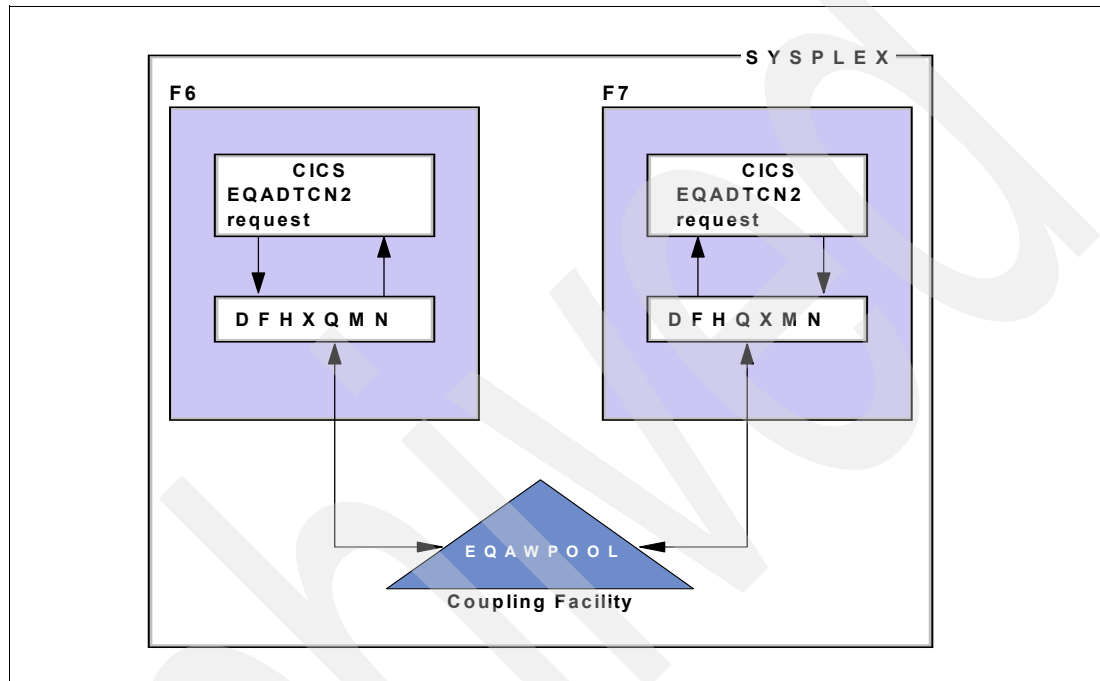 SYSPLEX
F6
CICS
EQADTCN2
request
DFHXQMN
F7
CICS
EQADTCN2
request
DFHQXMN
EQAWPOOL
Coupling Facility